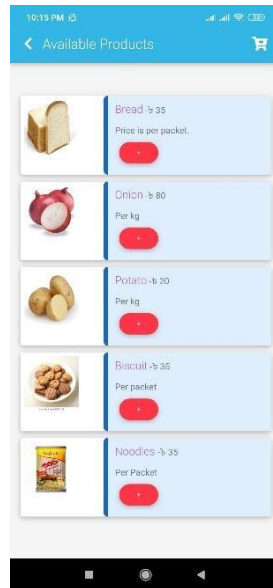 10:15 PM
Available Products
Bread -৳ 35
Price is per packet.
+
Onion -৳ 80
Per kg
+
Potato -৳ 20
Per kg
+
Biscuit -৳ 35
Per packet
+
Noodles -৳ 35
Per Packet
+